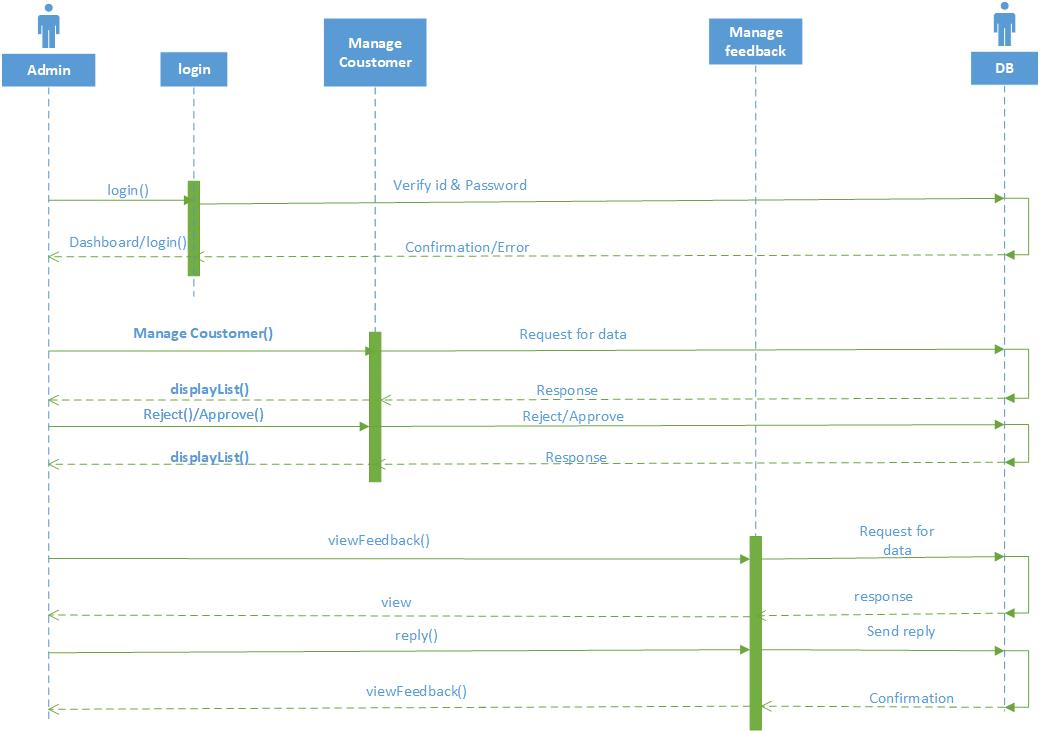 Admin
login
Manage
Coustomer
Manage
feedback
DB
login()
Verify id & Password
Dashboard/login()
Confirmation/Error
Manage Coustomer()
Request for data
displayList()
Response
Reject()/Approve()
Reject/Approve
displayList()
Response
viewFeedback()
Request for
data
view
response
reply()
Send reply
viewFeedback()
Confirmation